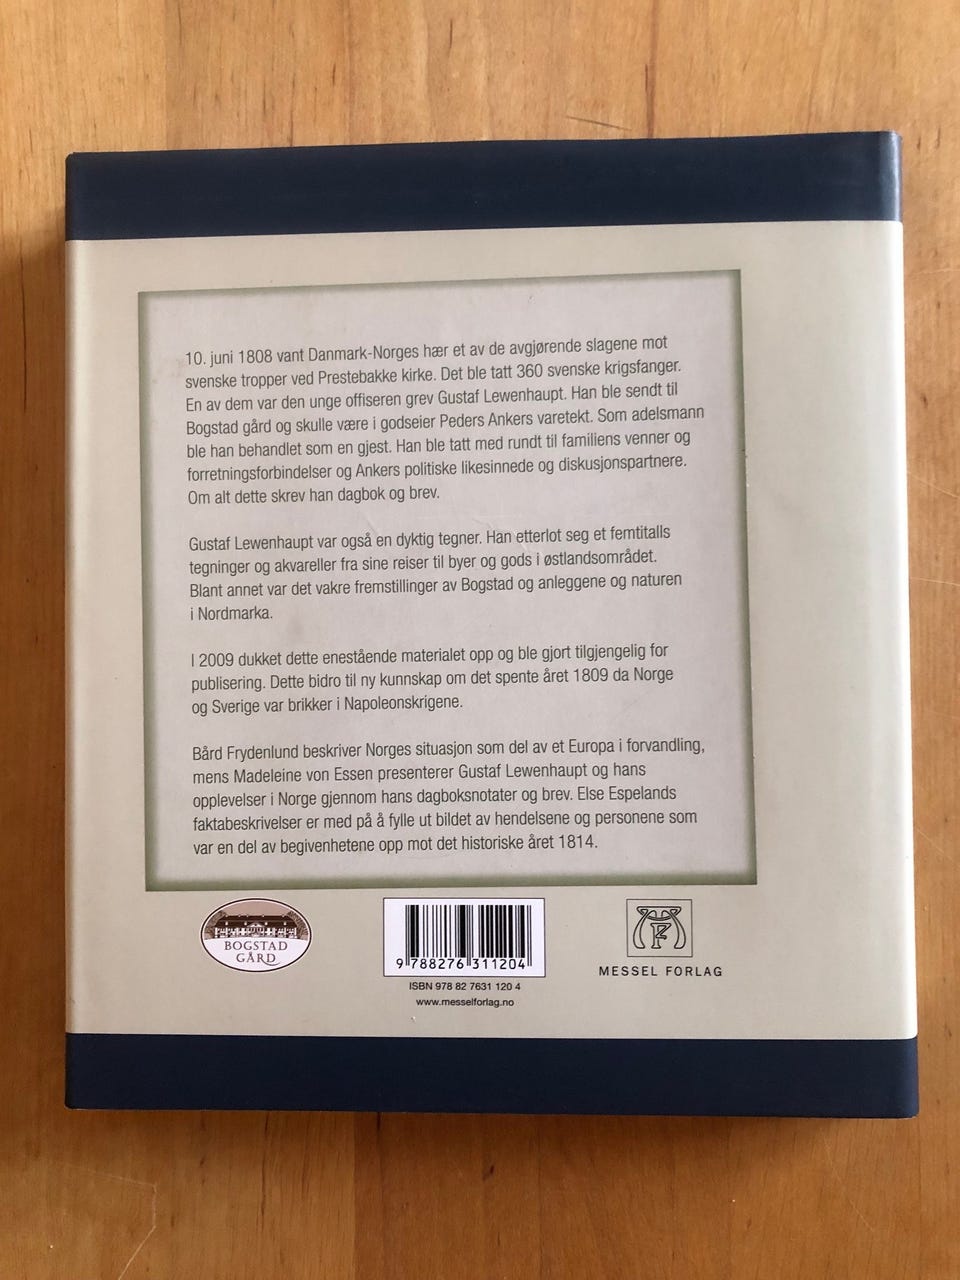 10. juni 1808 vant Danmark-Norges hær et av de avgjørende slagene mot
svenske tropper ved Prestebakke kirke. Det ble tatt 360 svenske krigsfanger.
En av dem var den unge offiseren grev Gustaf Lewenhaupt. Han ble sendt til
Bogstad gård og skulle være i godseier Peders Ankers varetekt. Som adelsmann
ble han behandlet som en gjest. Han ble tatt med rundt til familiens venner og
forretningsforbindelser og Ankers politiske likesinnede og diskusjonspartnere.
Om alt dette skrev han dagbok og brev.
Gustaf Lewenhaupt var også en dyktig tegner. Han etterlot seg et femtitalls
tegninger og akvareller fra sine reiser til byer og gods i østlandsområdet.
Blant annet var det vakre fremstillinger av Bogstad og anleggene og naturen
i Nordmarka.
I 2009 dukket dette enestående materialet opp og ble gjort tilgjengelig for
publisering. Dette bidro til ny kunnskap om det spente året 1809 da Norge
og Sverige var brikker i Napoleonskrigene.
Bård Frydenlund beskriver Norges situasjon som del av et Europa i forvandling,
mens Madeleine von Essen presenterer Gustaf Lewenhaupt og hans
opplevelser i Norge gjennom hans dagboksnotater og brev. Else Espelands
faktabeskrivelser er med på å fylle ut bildet av hendelsene og personene som
var en del av begivenhetene opp mot det historiske året 1814.
BOGSTAD
GÅRD
9 788276 311204
ISBN 978 82 7631 120 4
www.messelforlag.no
MF
MESSEL FORLAG